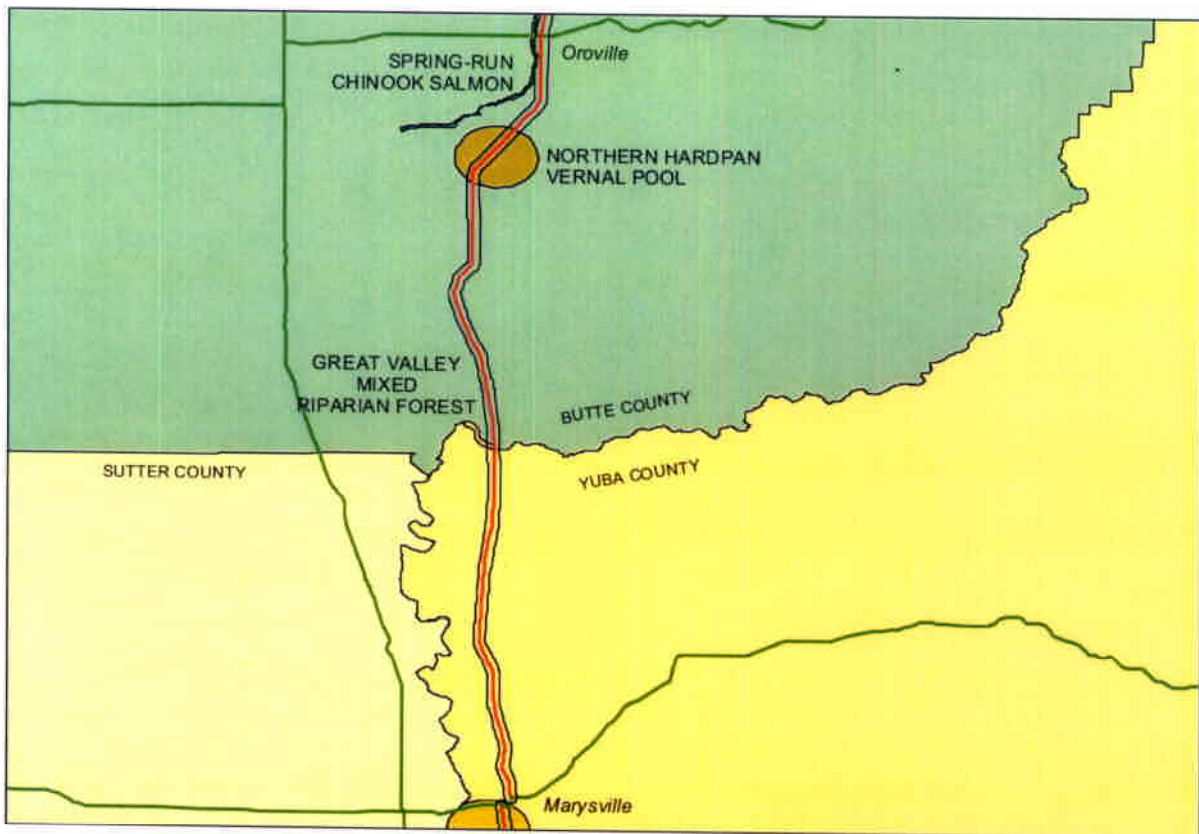 Oroville
SPRING-RUN
CHINOOK SALMON
NORTHERN HARDPAN
VERNAL POOL
GREAT VALLEY
MIXED
RIPARIAN FOREST
BUTTE COUNTY
SUTTER COUNTY
YUBA COUNTY
Marysville